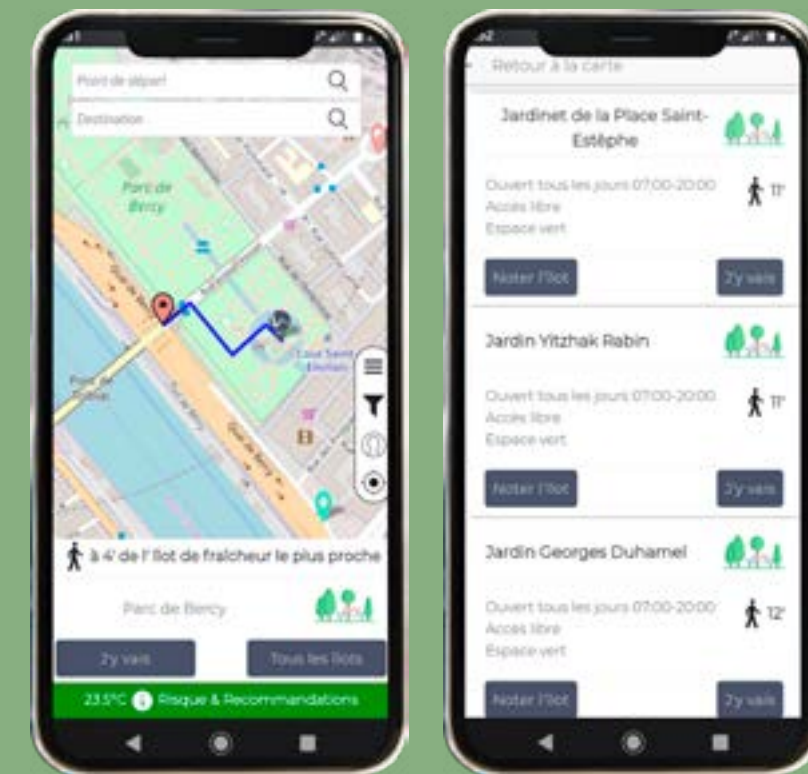 Point de départ
Destination
Parc de
Bercy
Quai de Bercy
à 4' de l' îlot de fraîcheur le plus proche
Parc de Bercy
J'y vais
Tous les îlots
23.5°C i Risque & Recommandations
Retour à la carte
Jardinet de la Place Saint-
Estèphe
Ouvert tous les jours 07:00-20:00
11'
Accès libre
Espace vert
Noter l'îlot
J'y vais
Jardin Yitzhak Rabin
Ouvert tous les jours 07:00-20:00
11'
Accès libre
Espace vert
Noter l'îlot
J'y vais
Jardin Georges Duhamel
Ouvert tous les jours 07:00-20:00
12'
Accès libre
Espace vert
Noter l'îlot
J'y vais